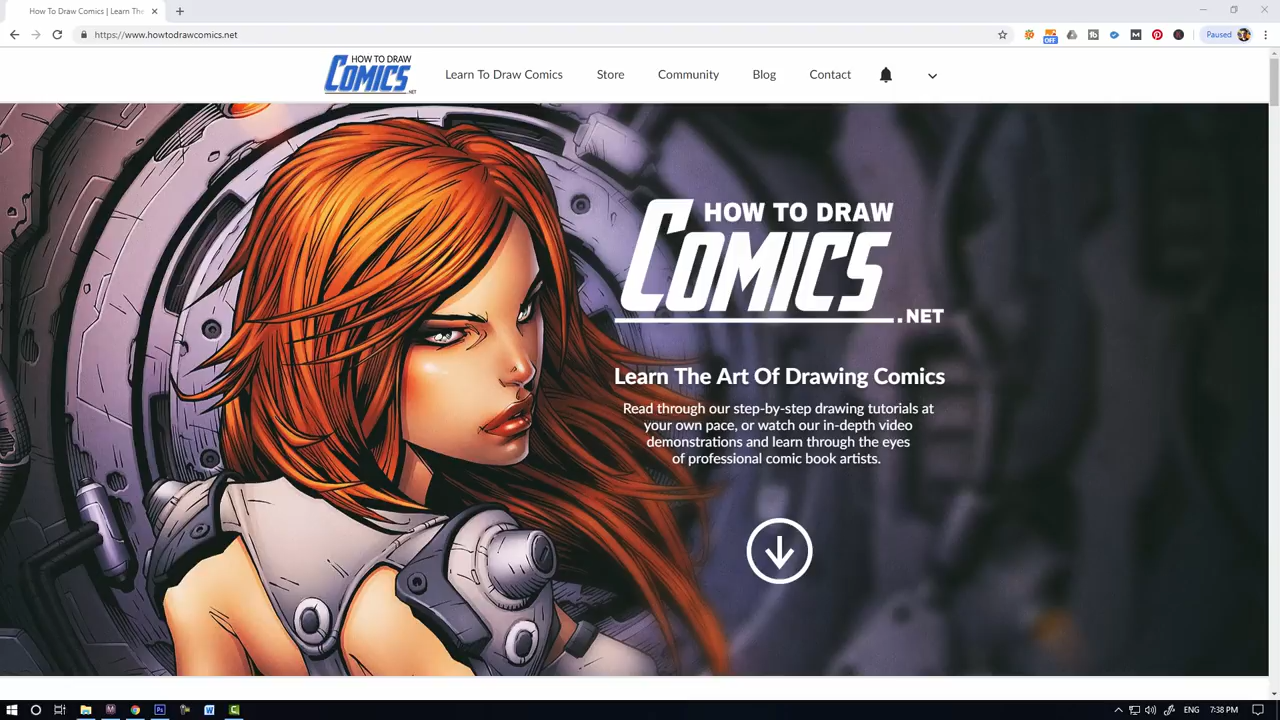 How To Draw Comics | Learn The
https://www.howtodrawcomics.net
Paused
OFF
HOW TO DRAW
COMICS
.NET
Learn To Draw Comics
Store
Community
Blog
Contact
HOW TO DRAW
COMICS
.NET
Learn The Art Of Drawing Comics
Read through our step-by-step drawing tutorials at
your own pace, or watch our in-depth video
demonstrations and learn through the eyes
of professional comic book artists.
ENG
7:38 PM